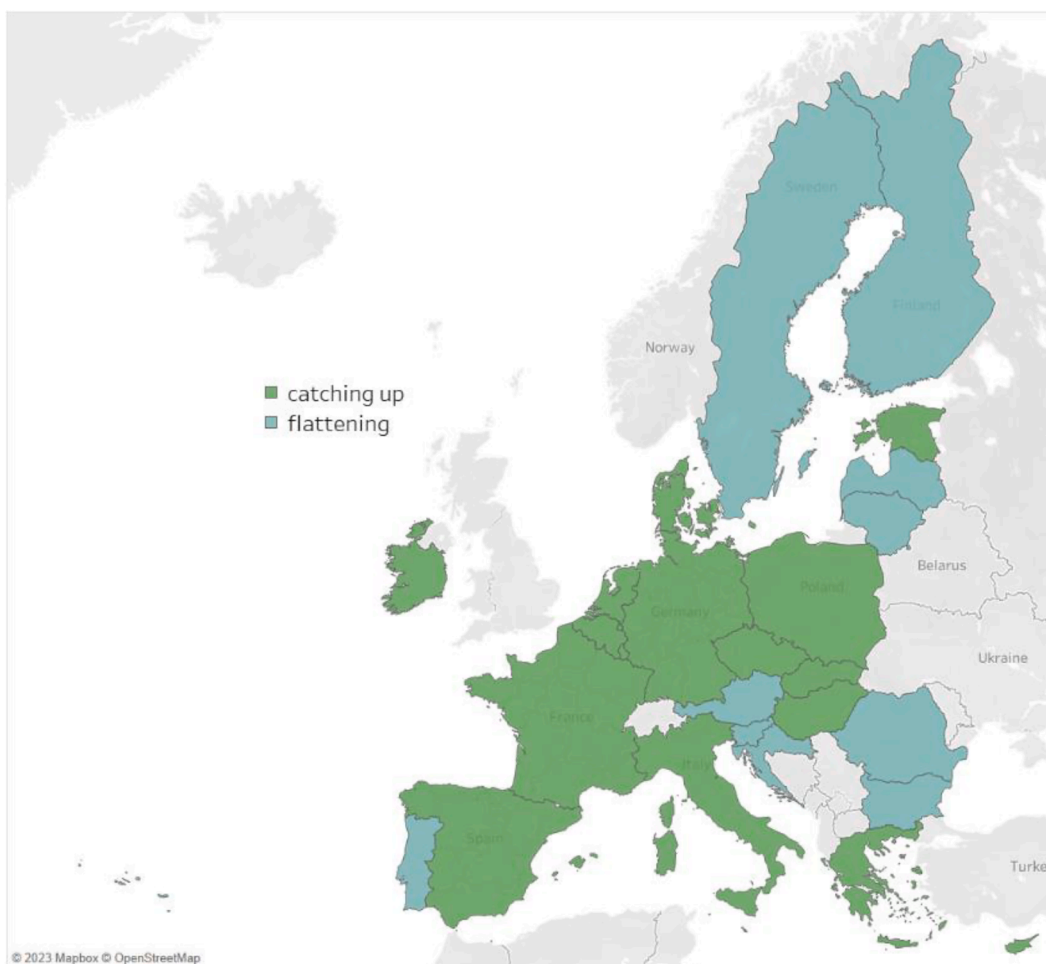 Sweden
Finland
Norway
catching up
flattening
Belarus
Poland
Germany
Ukraine
France
Italy
Spain
Turke
© 2023 Mapbox © OpenStreetMap